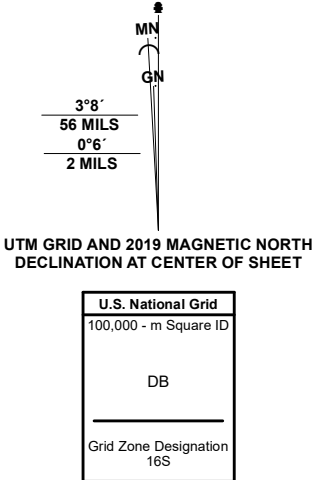 MN
GN
3°8´
56 MILS
0°6´
2 MILS
UTM GRID AND 2019 MAGNETIC NORTH
DECLINATION AT CENTER OF SHEET
U.S. National Grid
100,000 - m Square ID
DB
Grid Zone Designation
16S